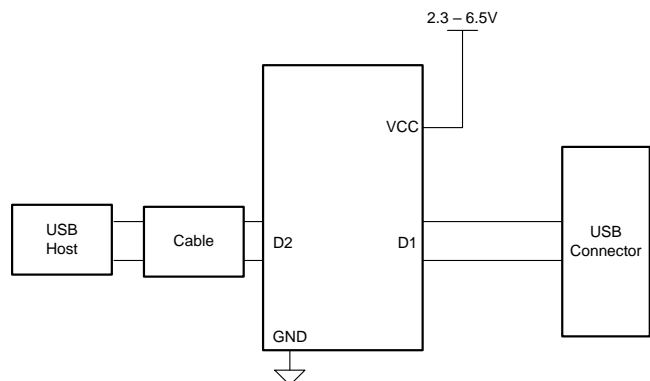 2.3 – 6.5V
VCC
USB
Host
Cable
D2
D1
USB
Connector
GND